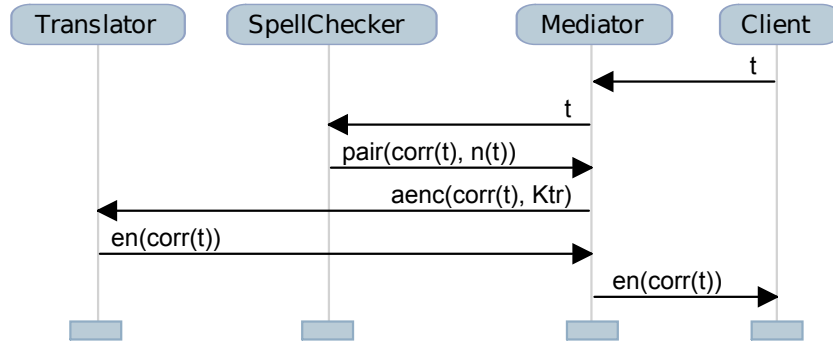 Translator SpellChecker Mediator Client
t
t
pair(corr(t), n(t))
aenc(corr(t), Ktr)
en(corr(t))
en(corr(t))